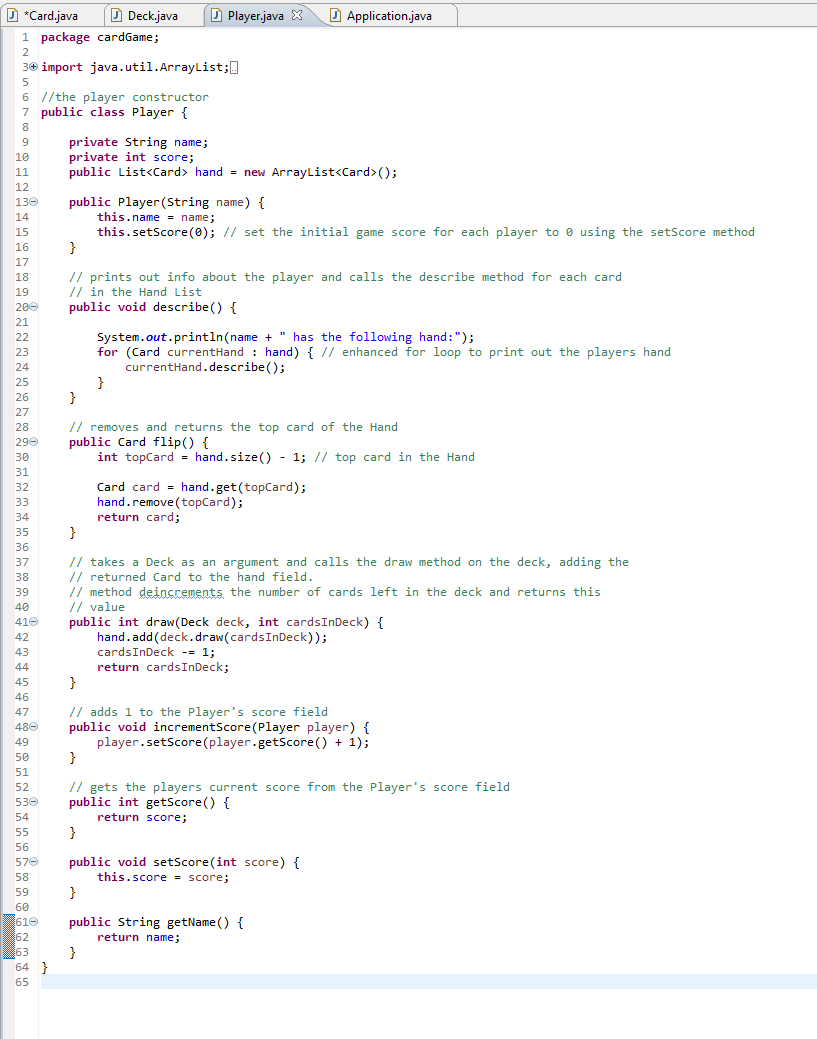 *Card.java Deck.java Player.java Application.java
1 package cardGame;
2
3 import java.util.ArrayList;
5
6 //the player constructor
7 public class Player {
8
9 private String name;
10 private int score;
11 public List<Card> hand = new ArrayList<Card>();
12
13 public Player(String name) {
14 this.name = name;
15 this.setScore(0); // set the initial game score for each player to 0 using the setScore method
16 }
17
18 // prints out info about the player and calls the describe method for each card
19 // in the Hand List
20 public void describe() {
21
22 System.out.println(name + " has the following hand:");
23 for (Card currentHand : hand) { // enhanced for loop to print out the players hand
24 currentHand.describe();
25 }
26 }
27
28 // removes and returns the top card of the Hand
29 public Card flip() {
30 int topCard = hand.size() - 1; // top card in the Hand
31
32 Card card = hand.get(topCard);
33 hand.remove(topCard);
34 return card;
35 }
36
37 // takes a Deck as an argument and calls the draw method on the deck, adding the
38 // returned Card to the hand field.
39 // method deincrements the number of cards left in the deck and returns this
40 // value
41 public int draw(Deck deck, int cardsInDeck) {
42 hand.add(deck.draw(cardsInDeck));
43 cardsInDeck -= 1;
44 return cardsInDeck;
45 }
46
47 // adds 1 to the Player's score field
48 public void incrementScore(Player player) {
49 player.setScore(player.getScore() + 1);
50 }
51
52 // gets the players current score from the Player's score field
53 public int getScore() {
54 return score;
55 }
56
57 public void setScore(int score) {
58 this.score = score;
59 }
60
61 public String getName() {
62 return name;
63 }
64 }
65